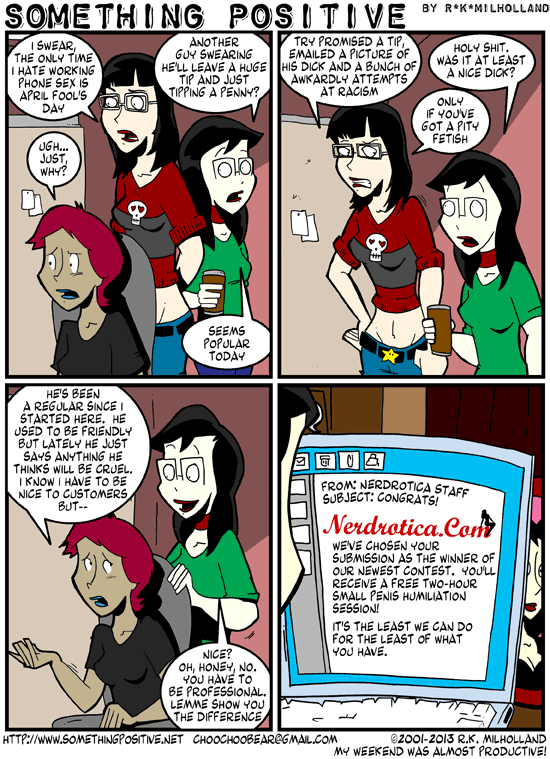 SOMETHING POSITIVE
BY R*K*MILHOLLAND
I SWEAR,
THE ONLY TIME
I HATE WORKING
PHONE SEX IS
APRIL FOOL'S
DAY
ANOTHER
GUY SWEARING
HE'LL LEAVE A HUGE
TIP AND JUST
TIPPING A PENNY?
UGH...
JUST,
WHY?
SEEMS
POPULAR
TODAY
TRY PROMISED A TIP,
EMAILED A PICTURE OF
HIS DICK AND A BUNCH OF
AWKARDLY ATTEMPTS
AT RACISM
HOLY SHIT.
WAS IT AT LEAST
A NICE DICK?
ONLY
IF YOU'VE
GOT A PITY
FETISH
HE'S BEEN
A REGULAR SINCE I
STARTED HERE. HE
USED TO BE FRIENDLY
BUT LATELY HE JUST
SAYS ANYTHING HE
THINKS WILL BE CRUEL.
I KNOW I HAVE TO BE
NICE TO CUSTOMERS
BUT--
NICE?
OH, HONEY, NO.
YOU HAVE TO
BE PROFESSIONAL.
LEMME SHOW YOU
THE DIFFERENCE
FROM: NERDROTICA STAFF
SUBJECT: CONGRATS!
Nerdrotica.Com
WE'VE CHOSEN YOUR
SUBMISSION AS THE WINNER OF
OUR NEWEST CONTEST. YOU'LL
RECEIVE A FREE TWO-HOUR
SMALL PENIS HUMILIATION
SESSION!
IT'S THE LEAST WE CAN DO
FOR THE LEAST OF WHAT
YOU HAVE.
HTTP://WWW.SOMETHINGPOSITIVE.NET CHOOCHOOBEAR@GMAIL.COM
©2001-2013 R.K. MILHOLLAND
MY WEEKEND WAS ALMOST PRODUCTIVE!